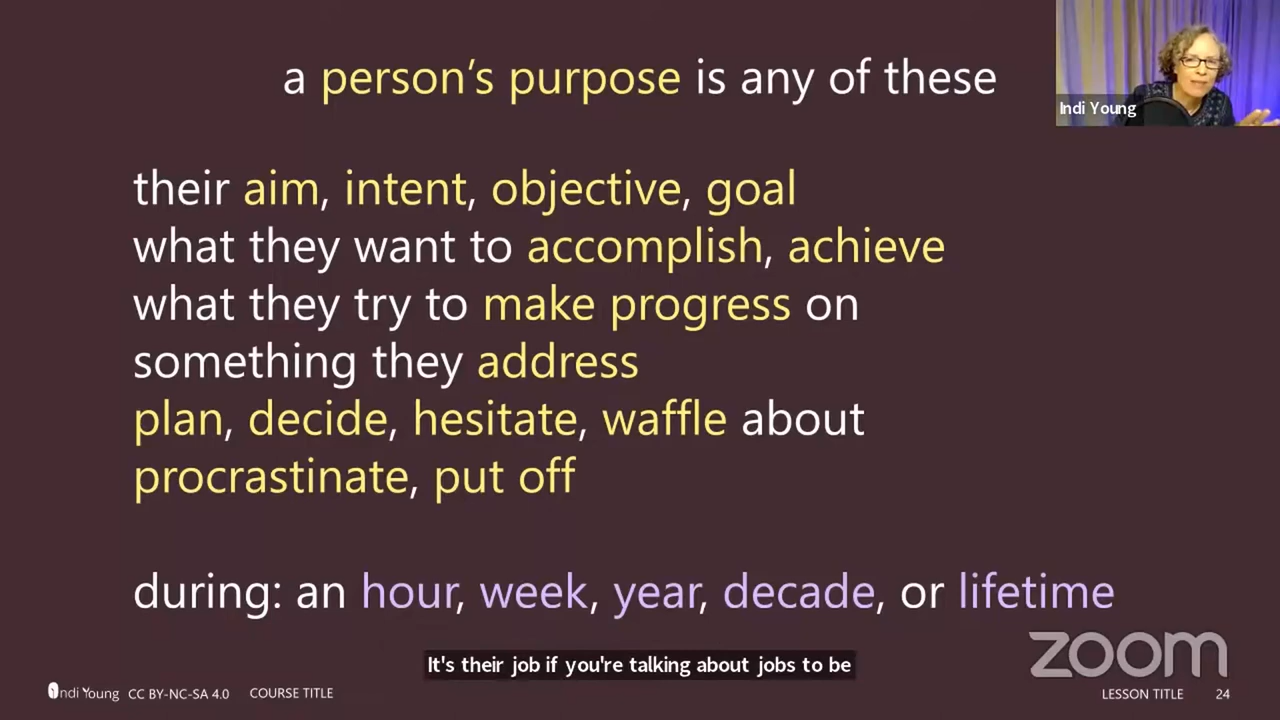 a person's purpose is any of these
Indi Young
their aim, intent, objective, goal
what they want to accomplish, achieve
what they try to make progress on
something they address
plan, decide, hesitate, waffle about
procrastinate, put off
during: an hour, week, year, decade, or lifetime
It's their job if you're talking about jobs to be
zoom
Indi Young CC BY-NC-SA 4.0 COURSE TITLE LESSON TITLE 24